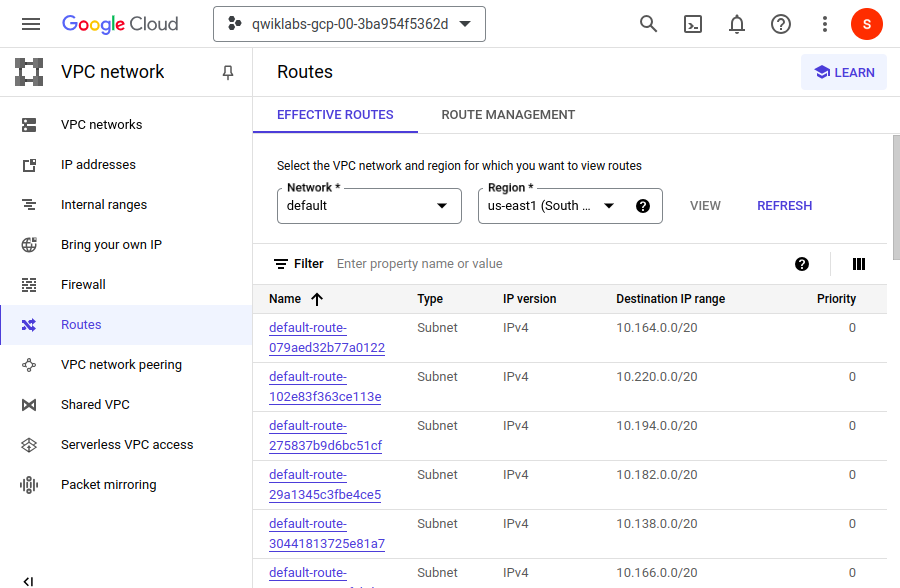 Google Cloud
qwiklabs-gcp-00-3ba954f5362d
S
VPC network
Routes
LEARN
VPC networks
IP addresses
Internal ranges
Bring your own IP
Firewall
Routes
VPC network peering
Shared VPC
Serverless VPC access
Packet mirroring
EFFECTIVE ROUTES
ROUTE MANAGEMENT
Select the VPC network and region for which you want to view routes
Network *
default
Region *
us-east1 (South ...
VIEW
REFRESH
Filter Enter property name or value
Name Type IP version Destination IP range Priority
default-route- Subnet IPv4 10.164.0.0/20 0
079aed32b77a0122
default-route- Subnet IPv4 10.220.0.0/20 0
102e83f363ce113e
default-route- Subnet IPv4 10.194.0.0/20 0
275837b9d6bc51cf
default-route- Subnet IPv4 10.182.0.0/20 0
29a1345c3fbe4ce5
default-route- Subnet IPv4 10.138.0.0/20 0
30441813725e81a7
default-route- Subnet IPv4 10.166.0.0/20 0